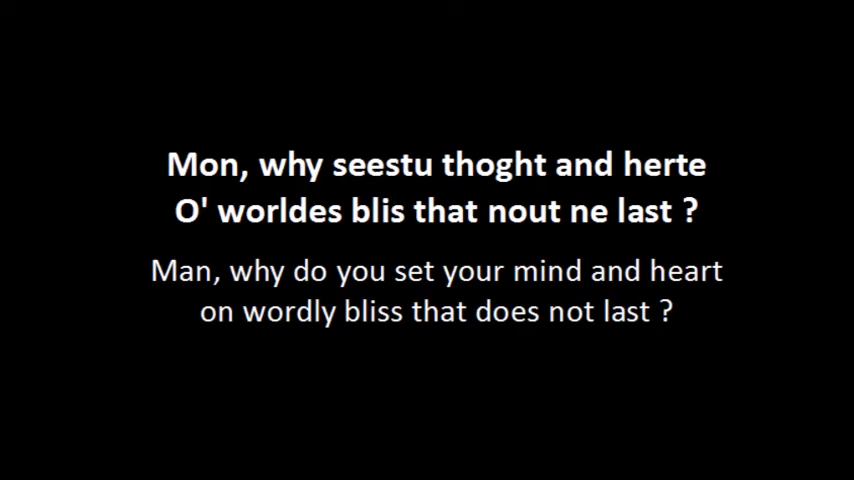 Mon, why seestu thoght and herte
O' worldes blis that nout ne last ?
Man, why do you set your mind and heart
on wordly bliss that does not last ?